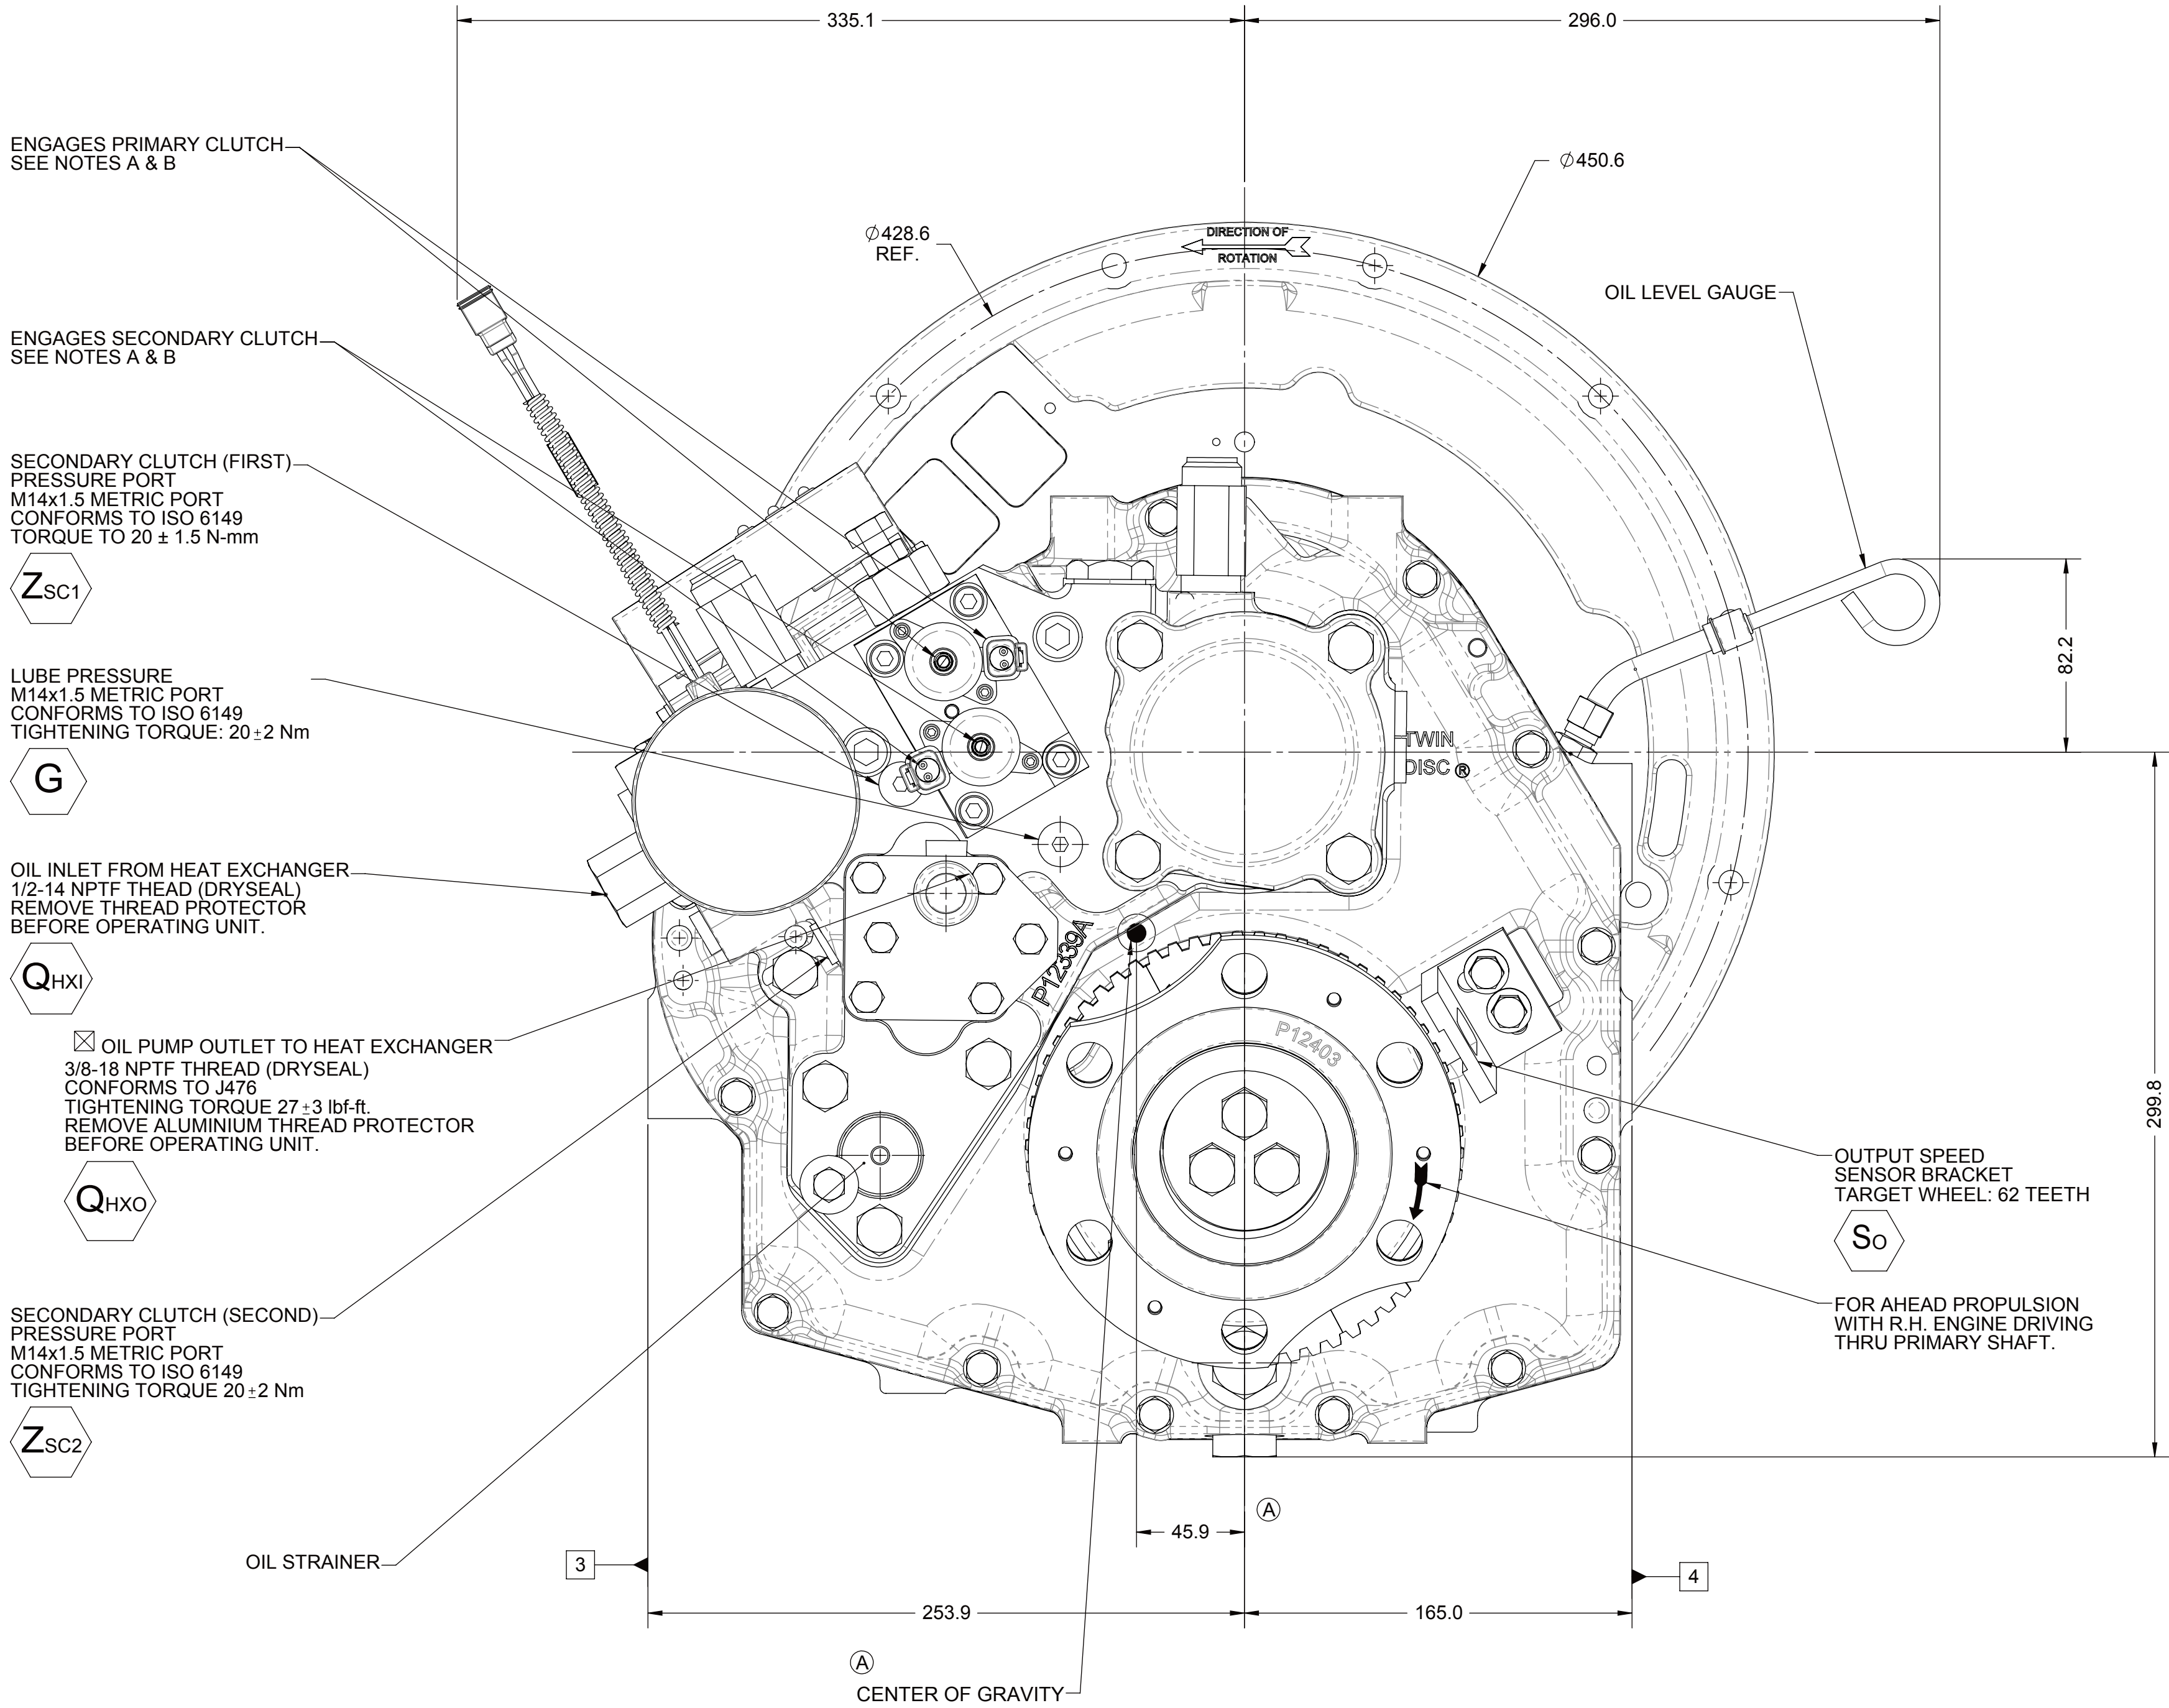 335.1
296.0
ENGAGES PRIMARY CLUTCH
SEE NOTES A & B
∅450.6
∅428.6
REF.
DIRECTION OF
ROTATION
OIL LEVEL GAUGE
ENGAGES SECONDARY CLUTCH
SEE NOTES A & B
SECONDARY CLUTCH (FIRST)
PRESSURE PORT
M14x1.5 METRIC PORT
CONFORMS TO ISO 6149
TORQUE TO 20 ± 1.5 N-mm
ZSC1
82.2
LUBE PRESSURE
M14x1.5 METRIC PORT
CONFORMS TO ISO 6149
TIGHTENING TORQUE: 20±2 Nm
G
TWIN
DISC ®
OIL INLET FROM HEAT EXCHANGER
1/2-14 NPTF THEAD (DRYSEAL)
REMOVE THREAD PROTECTOR
BEFORE OPERATING UNIT.
QHXI
P12339A
P12403
OIL PUMP OUTLET TO HEAT EXCHANGER
3/8-18 NPTF THREAD (DRYSEAL)
CONFORMS TO J476
TIGHTENING TORQUE 27±3 lbf-ft.
REMOVE ALUMINIUM THREAD PROTECTOR
BEFORE OPERATING UNIT.
QHXO
299.8
OUTPUT SPEED
SENSOR BRACKET
TARGET WHEEL: 62 TEETH
SO
SECONDARY CLUTCH (SECOND)
PRESSURE PORT
M14x1.5 METRIC PORT
CONFORMS TO ISO 6149
TIGHTENING TORQUE 20±2 Nm
ZSC2
FOR AHEAD PROPULSION
WITH R.H. ENGINE DRIVING
THRU PRIMARY SHAFT.
A
45.9
OIL STRAINER
3
4
253.9
165.0
A
CENTER OF GRAVITY